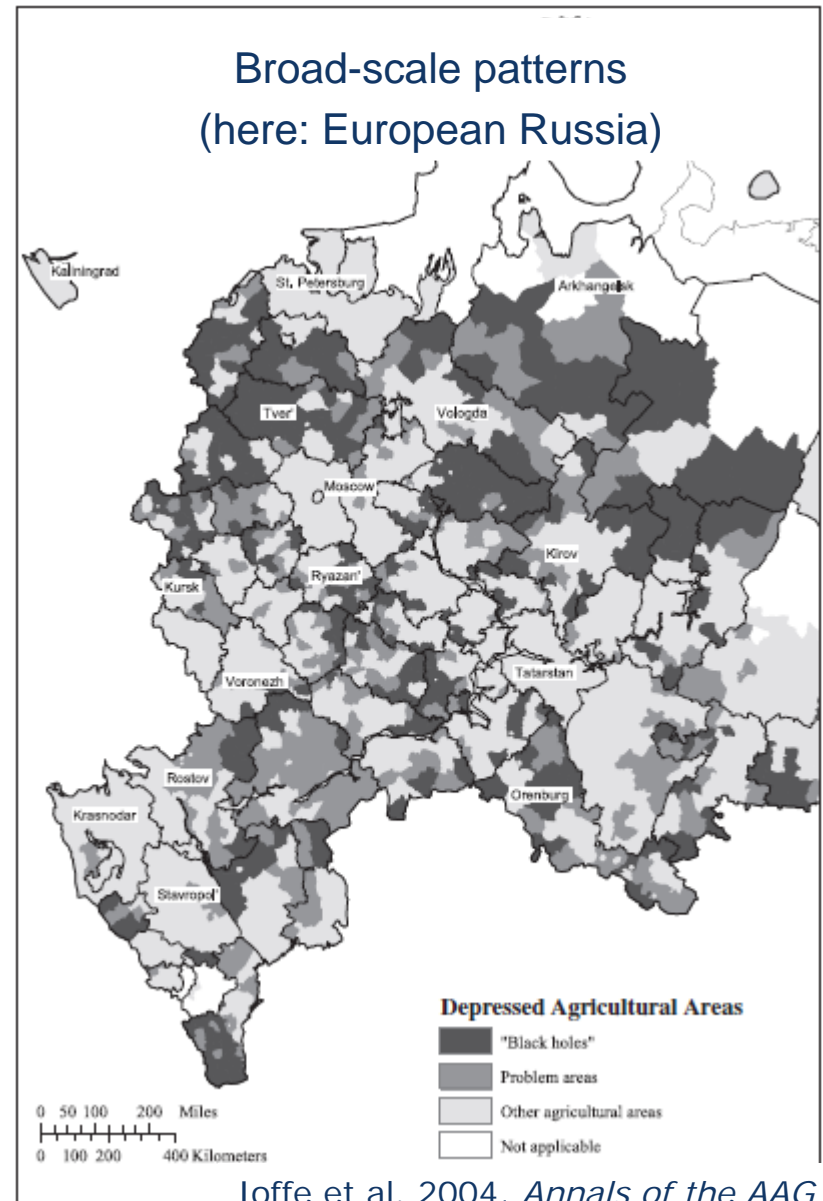 Broad-scale patterns
(here: European Russia)
Kaliningrad
St. Petersburg
Arkhangelsk
Tver'
Vologda
Moscow
Kirov
Ryazan'
Kursk
Tatarstan
Voronezh
Rostov
Orenburg
Krasnodar
Stavropol'
Depressed Agricultural Areas
"Black holes"
Problem areas
Other agricultural areas
Not applicable
0 50 100 200 Miles
0 100 200 400 Kilometers
Ioffe et al. 2004, Annals of the AAG